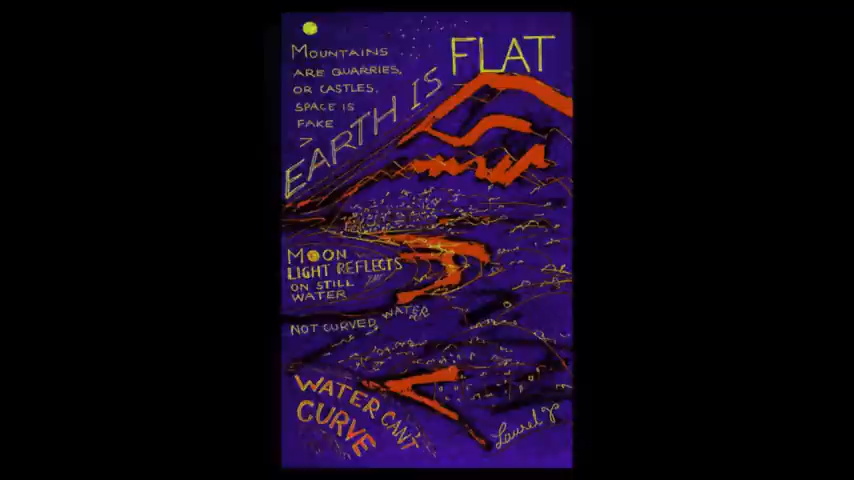 MOUNTAINS
ARE QUARRIES,
OR CASTLES.
SPACE IS
FAKE
>
EARTH IS FLAT
MOON
LIGHT REFLECTS
ON STILL
WATER
NOT CURVED WATER
WATER CAN'T
CURVE
Laurel Jo